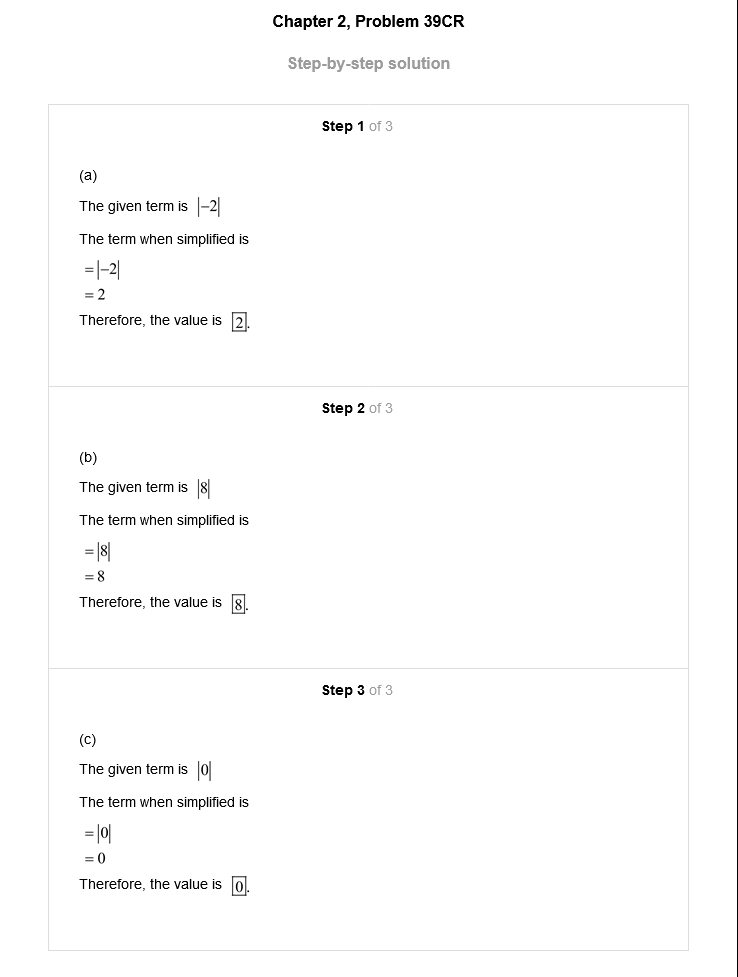 Chapter 2, Problem 39CR
Step-by-step solution
Step 1 of 3
(a)
The given term is |−2|
The term when simplified is
=|−2|
= 2
Therefore, the value is 2.
Step 2 of 3
(b)
The given term is |8|
The term when simplified is
=|8|
= 8
Therefore, the value is 8.
Step 3 of 3
(c)
The given term is |0|
The term when simplified is
=|0|
= 0
Therefore, the value is 0.